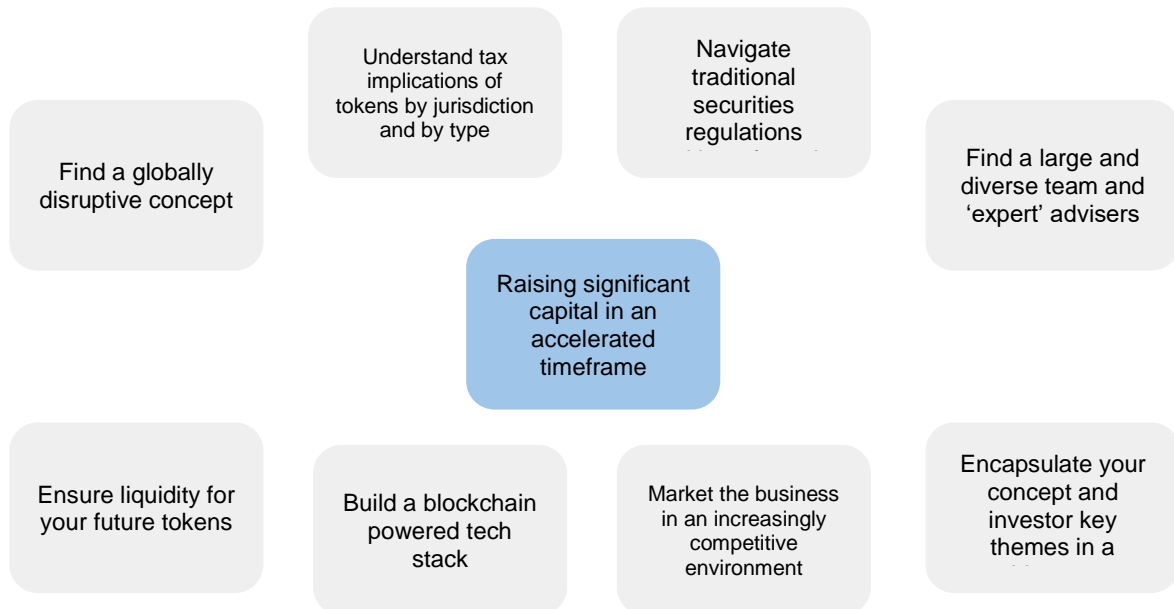 Understand tax
implications of
tokens by jurisdiction
and by type
Navigate
traditional
securities
regulations
Find a globally
disruptive concept
Find a large and
diverse team and
‘expert’ advisers
Raising significant
capital in an
accelerated
timeframe
Ensure liquidity for
your future tokens
Build a blockchain
powered tech
stack
Market the business
in an increasingly
competitive
environment
Encapsulate your
concept and
investor key
themes in a